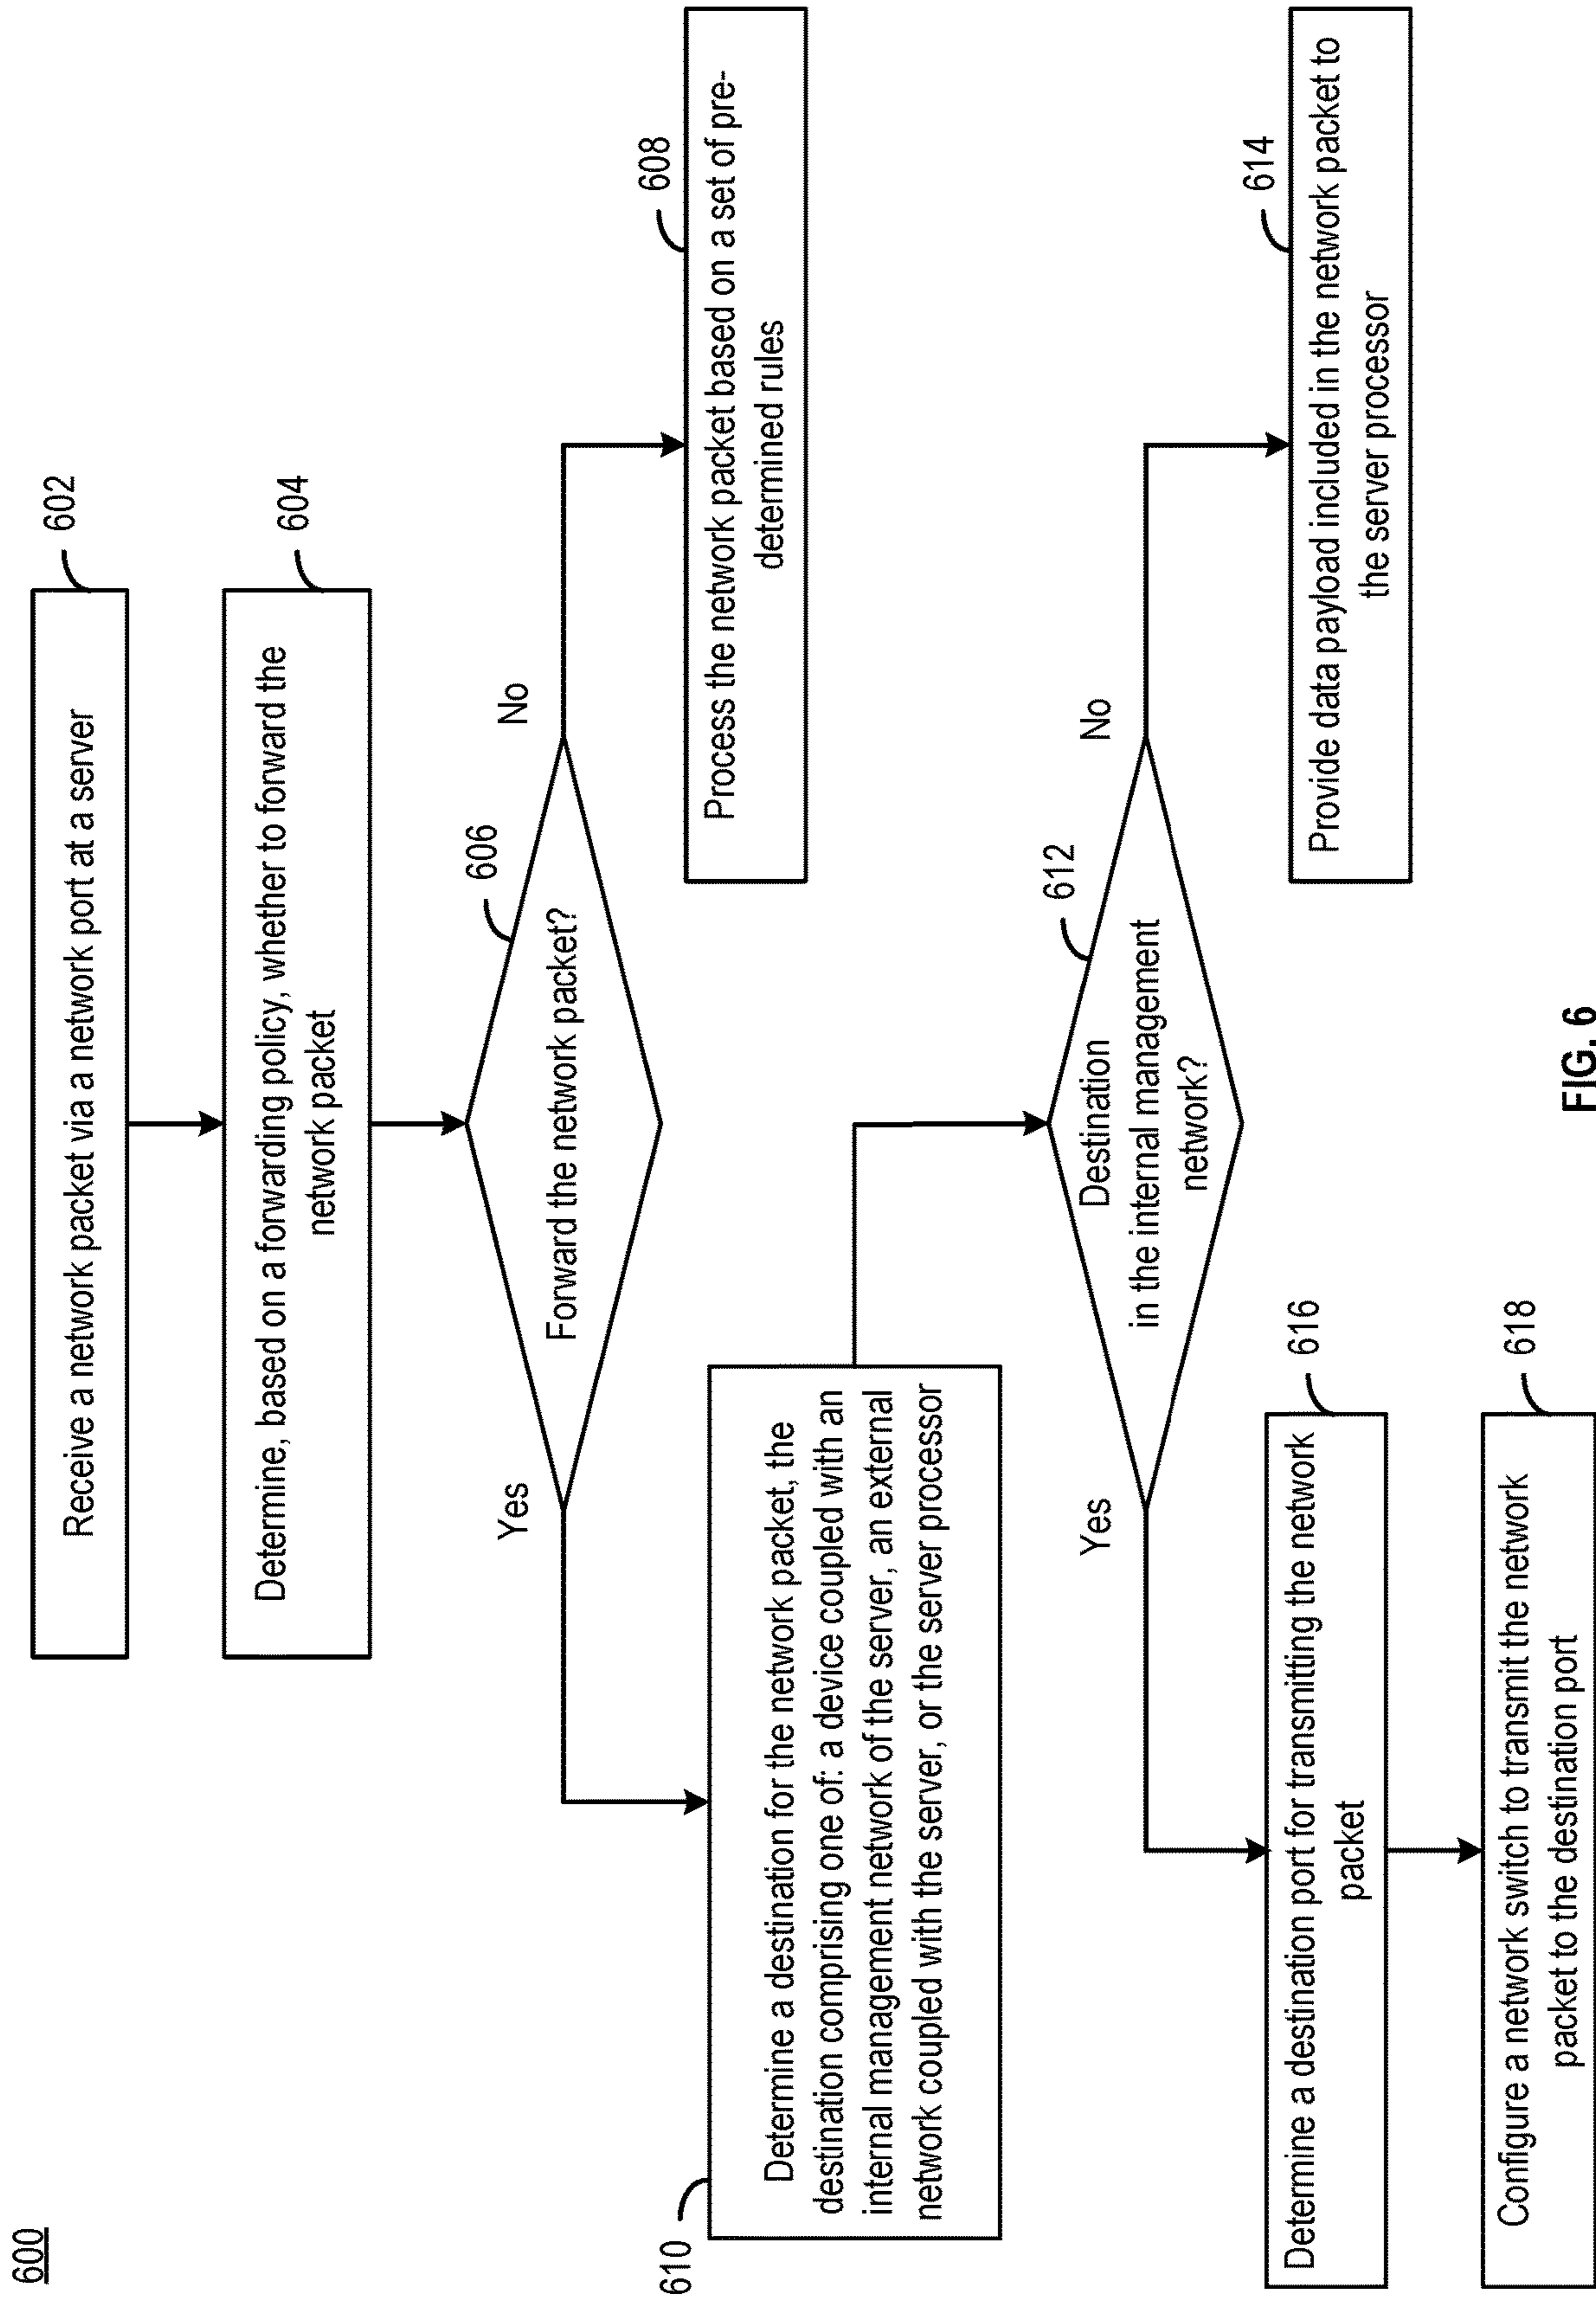 600
Receive a network packet via a network port at a server
602
Determine, based on a forwarding policy, whether to forward the
network packet
604
Forward the network packet?
606
Yes
No
Process the network packet based on a set of pre-
determined rules
608
610
Determine a destination for the network packet, the
destination comprising one of: a device coupled with an
internal management network of the server, an external
network coupled with the server, or the server processor
Destination
in the internal management
network?
612
Yes
No
Provide data payload included in the network packet to
the server processor
614
Determine a destination port for transmitting the network
packet
616
Configure a network switch to transmit the network
packet to the destination port
618
FIG. 6